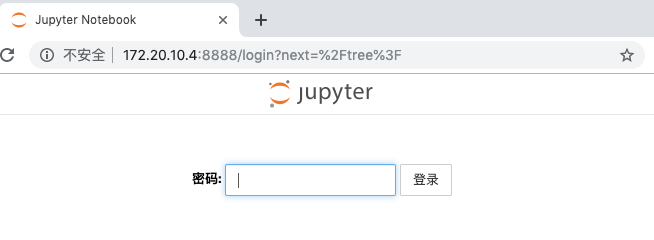 Jupyter Notebook
不安全 172.20.10.4:8888/login?next=%2Ftree%3F
jupyter
密码: 登录